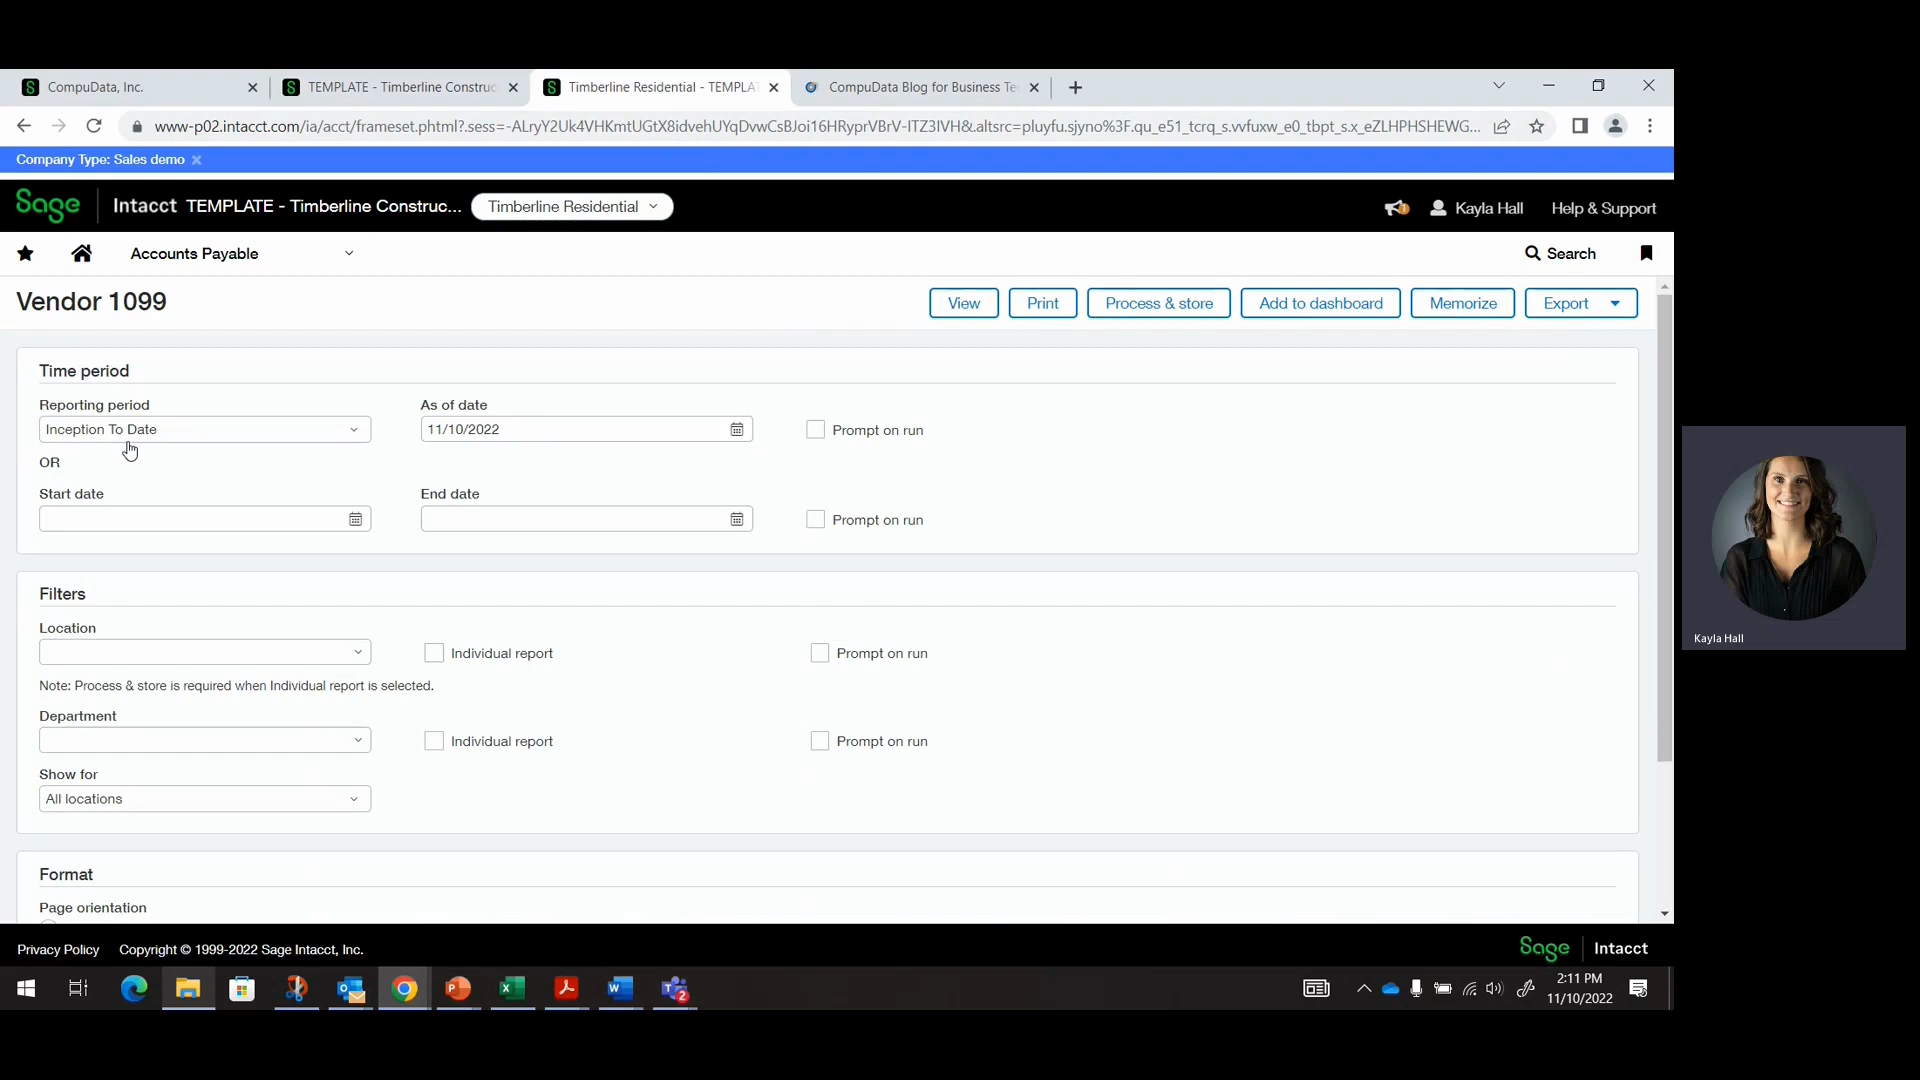 CompuData, Inc.
TEMPLATE - Timberline Construc
Timberline Residential - TEMPLA
CompuData Blog for Business Te
www-p02.intacct.com/ia/acct/frameset.phtml?.sess=-ALryY2Uk4VHKmtUGtX8idvehUYqDvwCsBJoi16HRyprVBrV-ITZ3IVH&.altsrc=pluyfu.sjyno%3F.qu_e51_tcrq_s.vvfuxw_e0_tbpt_s.x_eZLHPHSHEWG...
Company Type: Sales demo
Sage Intacct TEMPLATE - Timberline Construc... Timberline Residential
Kayla Hall Help & Support
Accounts Payable
Search
Vendor 1099
View Print Process & store Add to dashboard Memorize Export
Time period
Reporting period As of date
Inception To Date 11/10/2022 Prompt on run
OR
Start date End date
Prompt on run
Filters
Location
Individual report Prompt on run
Note: Process & store is required when Individual report is selected.
Department
Individual report Prompt on run
Show for
All locations
Format
Page orientation
Kayla Hall
Privacy Policy Copyright © 1999-2022 Sage Intacct, Inc.
Sage Intacct
2:11 PM
11/10/2022